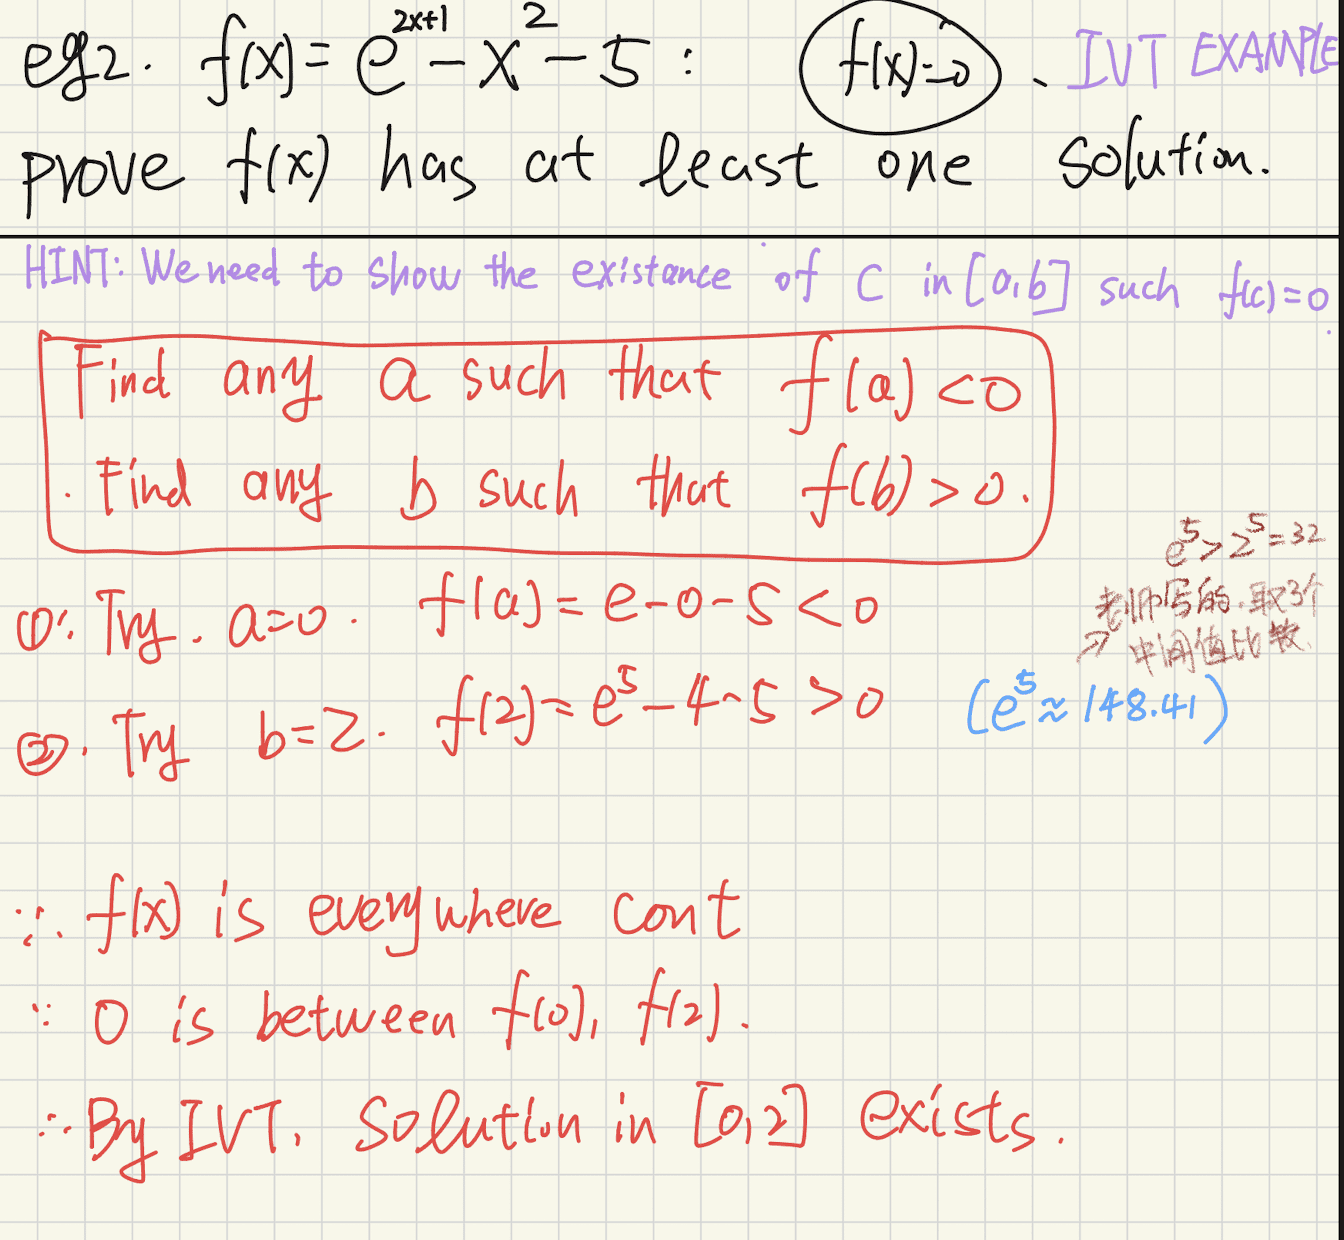 eg2. f(x) = e^{2x+1} - x^2 - 5 : f(x)=0. IVT EXAMPLE
prove f(x) has at least one solution.
HINT: We need to show the existance of C in [a,b] such f(c)=0.
Find any a such that f(a) <0
. Find any b such that f(b) >0.
①: Try. a=0. f(a) = e-0-5 <0
②. Try b=2. f(2) = e^5 - 4 - 5 >0
e^5 > 2^5 = 32
老师写的. 取3个
→ 中间值比较.
(e^5 ≈ 148.41)
∴ f(x) is everywhere cont
∵ 0 is between f(0), f(2).
∴ By IVT, Solution in [0,2] exists.